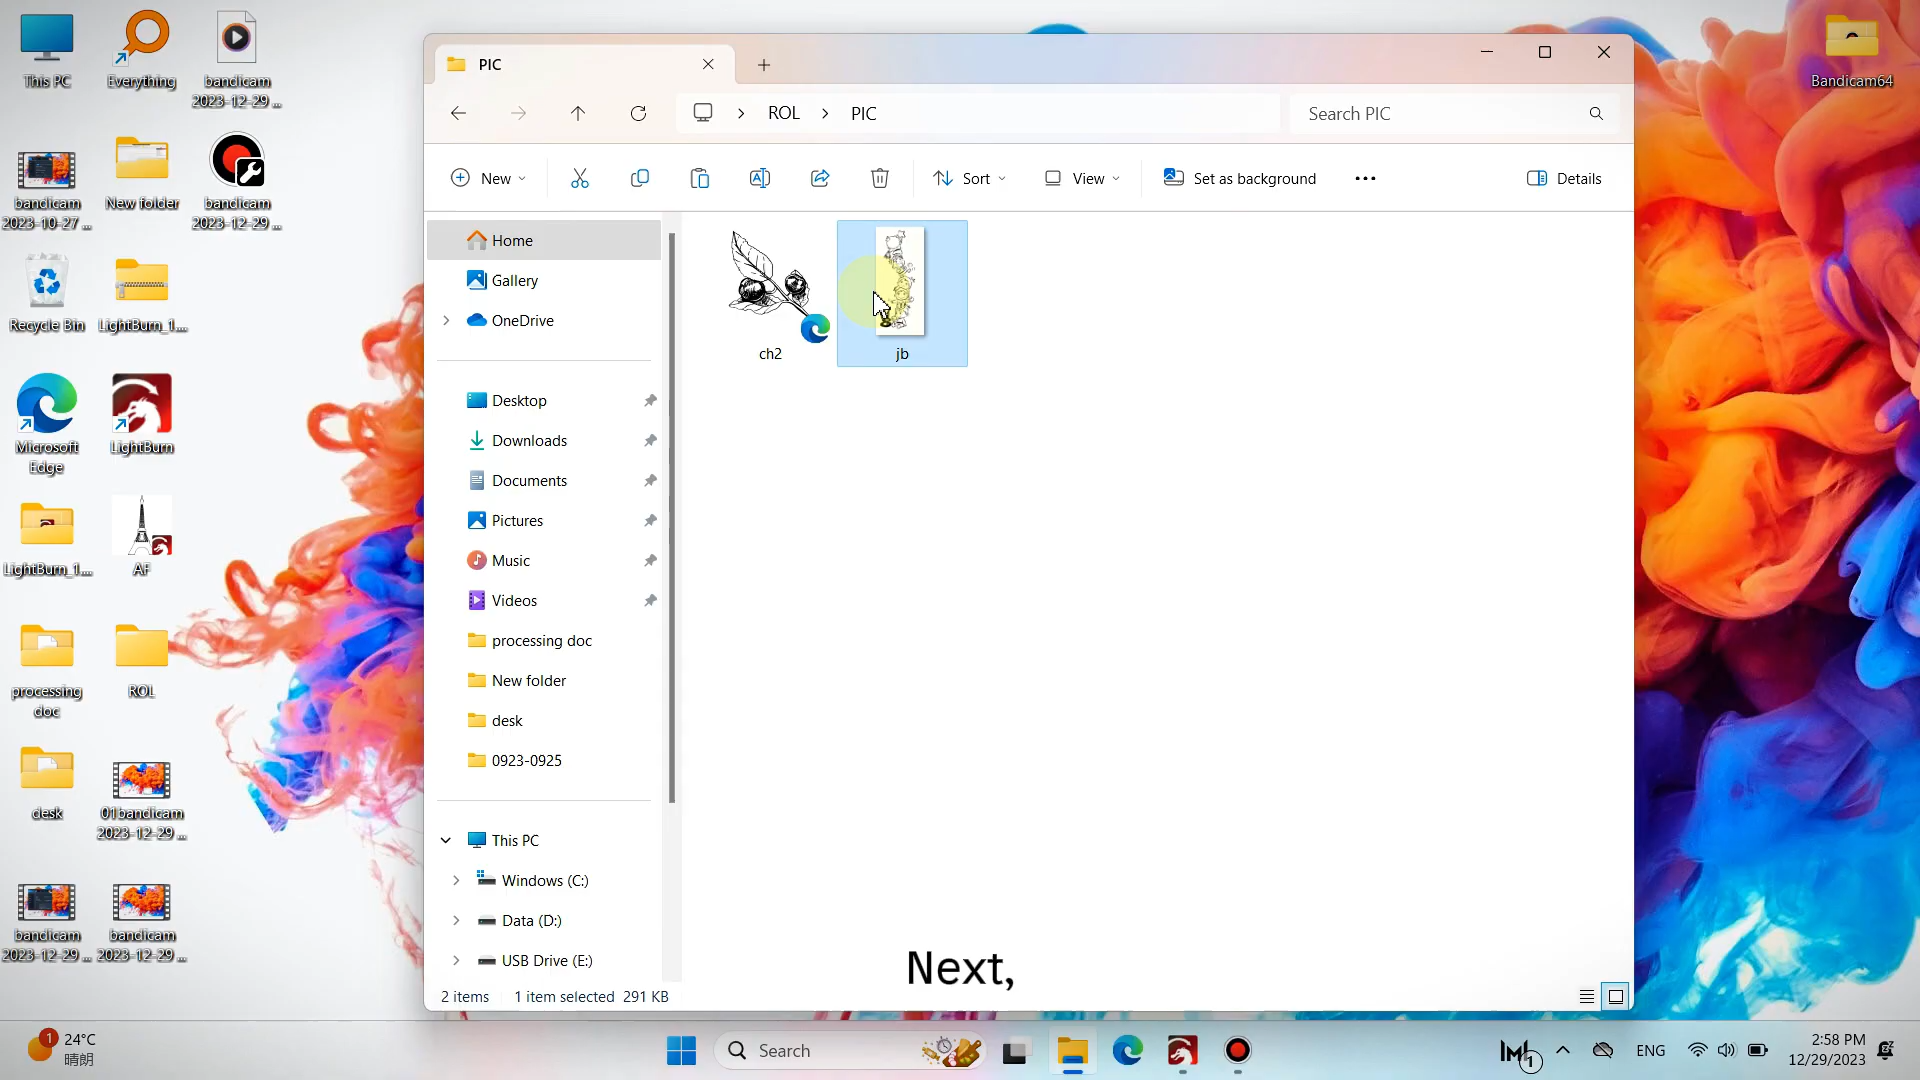 This PC
Everything
bandicam
2023-12-29 ...
bandicam
2023-10-27 ...
New folder
bandicam
2023-12-29 ...
Recycle Bin
LightBurn_1....
Microsoft
Edge
LightBurn
LightBurn_1....
AF
processing
doc
ROL
desk
01bandicam
2023-12-29 ...
bandicam
2023-12-29 ...
bandicam
2023-12-29 ...
Bandicam64
PIC
ROL
PIC
Search PIC
New
Sort
View
Set as background
Details
Home
Gallery
OneDrive
Desktop
Downloads
Documents
Pictures
Music
Videos
processing doc
New folder
desk
0923-0925
This PC
Windows (C:)
Data (D:)
USB Drive (E:)
ch2
jb
Next,
2 items
1 item selected 291 KB
1
24°C
晴朗
Search
1
ENG
2:58 PM
12/29/2023